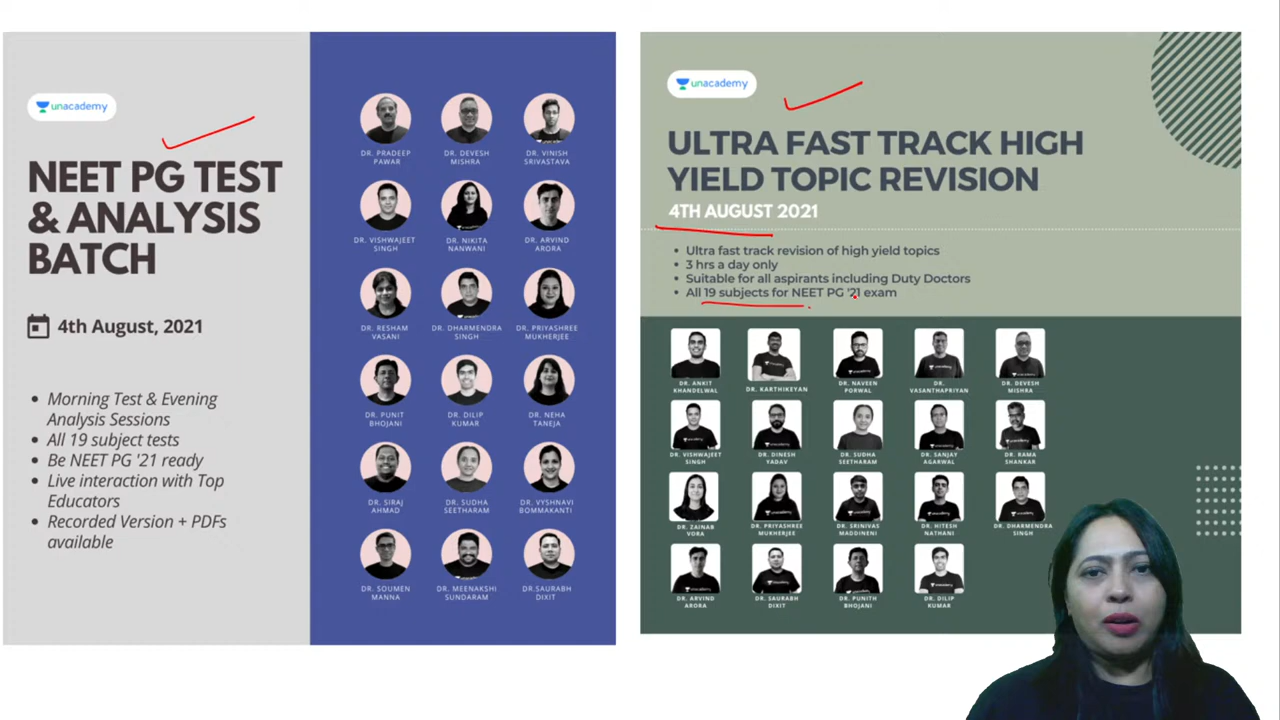 unacademy
NEET PG TEST
& ANALYSIS
BATCH
4th August, 2021
• Morning Test & Evening
Analysis Sessions
• All 19 subject tests
• Be NEET PG '21 ready
• Live interaction with Top
Educators
• Recorded Version + PDFs
available
DR. PRADEEP
PAWAR
DR. DEVESH
MISHRA
DR. VINISH
SRIVASTAVA
DR. VISHWAJEET
SINGH
DR. NIKITA
NANWANI
DR. ARVIND
ARORA
DR. RESHAM
VASANI
DR. DHARMENDRA
SINGH
DR. PRIYASHREE
MUKHERJEE
DR. PUNIT
BHOJANI
DR. DILIP
KUMAR
DR. NEHA
TANEJA
DR. SIRAJ
AHMAD
DR. SUDHA
SEETHARAM
DR. VYSHNAVI
BOMMAKANTI
DR. SOUMEN
MANNA
DR. MEENAKSHI
SUNDARAM
DR.SAURABH
DIXIT
unacademy
ULTRA FAST TRACK HIGH
YIELD TOPIC REVISION
4TH AUGUST 2021
• Ultra fast track revision of high yield topics
• 3 hrs a day only
• Suitable for all aspirants including Duty Doctors
• All 19 subjects for NEET PG '21 exam
DR. ANKIT
KHANDELWAL
DR. KARTHIKEYAN
DR. NAVEEN
PORWAL
DR.
VASANTHAPRIYAN
DR. DEVESH
MISHRA
DR. VISHWAJEET
SINGH
DR. DINESH
YADAV
DR. SUDHA
SEETHARAM
DR. SANJAY
AGARWAL
DR. RAMA
SHANKAR
DR. ZAINAB
VORA
DR. PRIYASHREE
MUKHERJEE
DR. SRINIVAS
MADDINENI
DR. HITESH
NATHANI
DR. DHARMENDRA
SINGH
DR. ARVIND
ARORA
DR.SAURABH
DIXIT
DR. PUNITH
BHOJANI
DR. DILIP
KUMAR